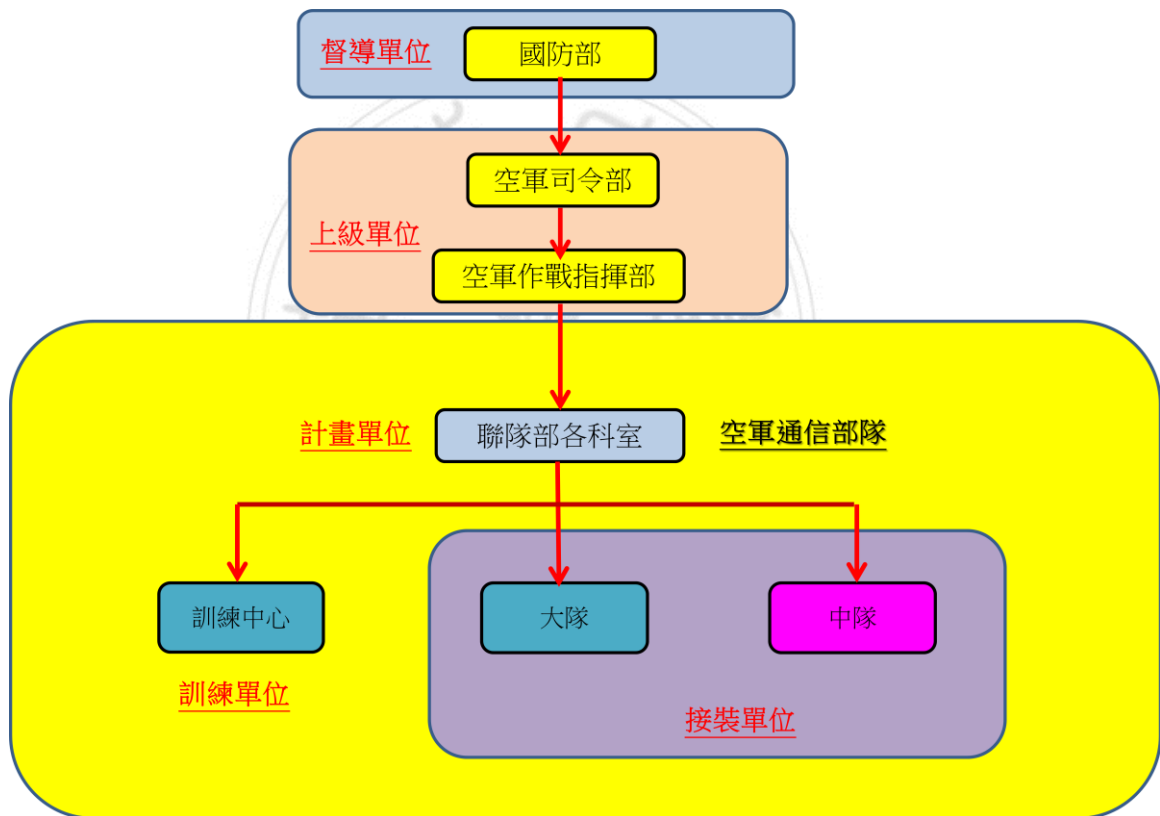 督導單位
國防部
空軍司令部
上級單位
空軍作戰指揮部
計畫單位
聯隊部各科室
空軍通信部隊
訓練中心
大隊
中隊
訓練單位
接裝單位